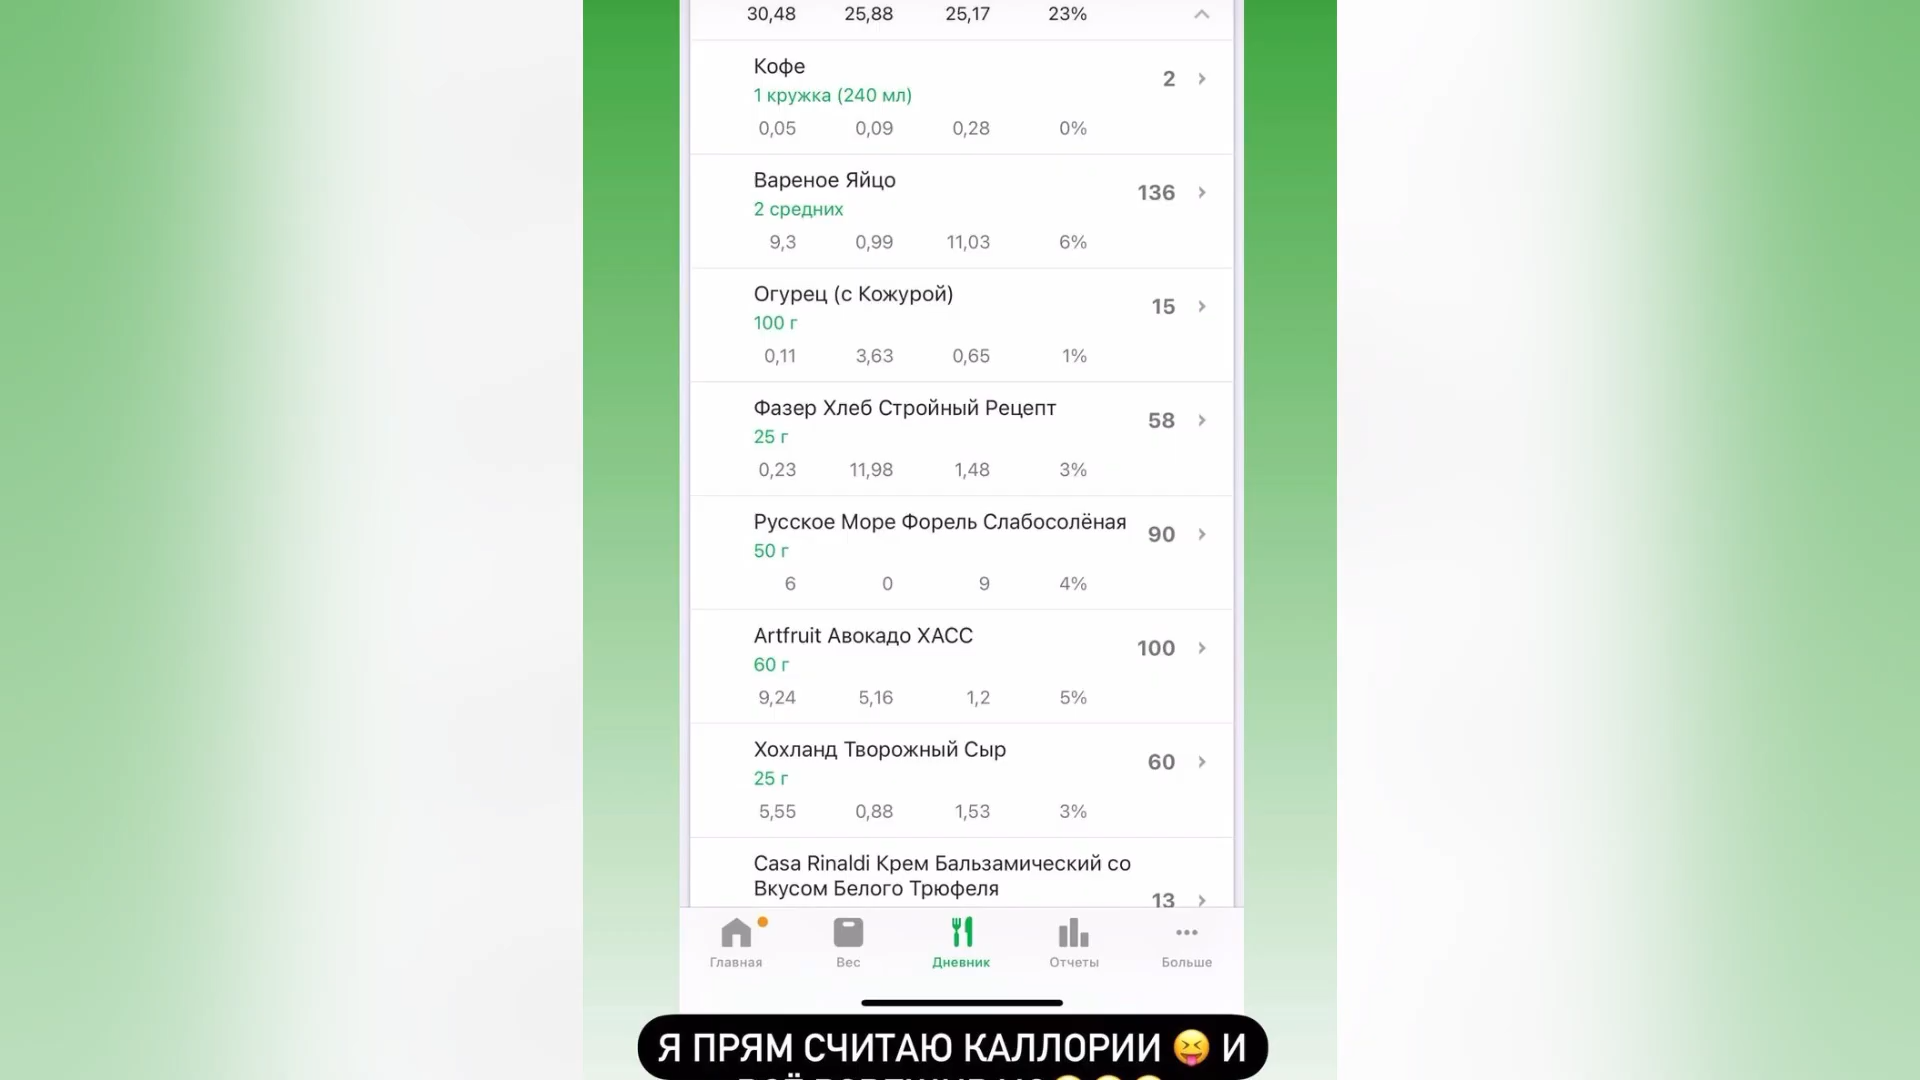 30,48 25,88 25,17 23%
Кофе
2
1 кружка (240 мл)
0,05 0,09 0,28 0%
Вареное Яйцо
136
2 средних
9,3 0,99 11,03 6%
Огурец (с Кожурой)
15
100 г
0,11 3,63 0,65 1%
Фазер Хлеб Стройный Рецепт
58
25 г
0,23 11,98 1,48 3%
Русское Море Форель Слабосолёная
90
50 г
6 0 9 4%
Artfruit Авокадо ХАСС
100
60 г
9,24 5,16 1,2 5%
Хохланд Творожный Сыр
60
25 г
5,55 0,88 1,53 3%
Casa Rinaldi Крем Бальзамический со
Вкусом Белого Трюфеля
13
Главная Вес Дневник Отчеты Больше
Я ПРЯМ СЧИТАЮ КАЛЛОРИИ 😝 И